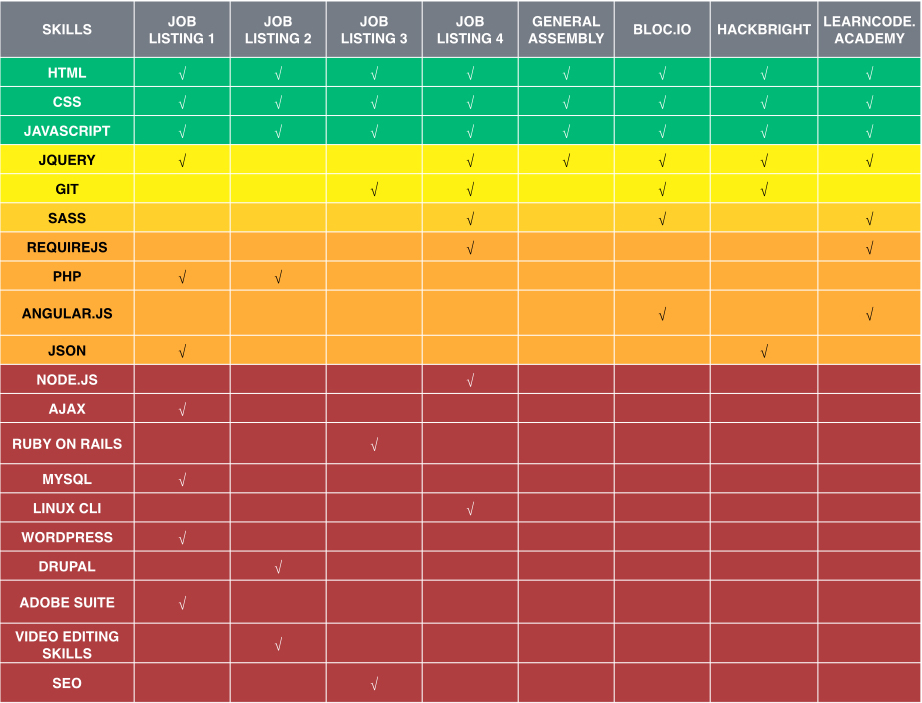 SKILLS JOB LISTING 1 JOB LISTING 2 JOB LISTING 3 JOB LISTING 4 GENERAL ASSEMBLY BLOC.IO HACKBRIGHT LEARNCODE. ACADEMY
HTML √ √ √ √ √ √ √ √
CSS √ √ √ √ √ √ √ √
JAVASCRIPT √ √ √ √ √ √ √ √
JQUERY √ √ √ √ √ √
GIT √ √ √ √
SASS √ √ √
REQUIREJS √ √
PHP √ √
ANGULAR.JS √ √
JSON √ √
NODE.JS √
AJAX √
RUBY ON RAILS √
MYSQL √
LINUX CLI √
WORDPRESS √
DRUPAL √
ADOBE SUITE √
VIDEO EDITING SKILLS √
SEO √